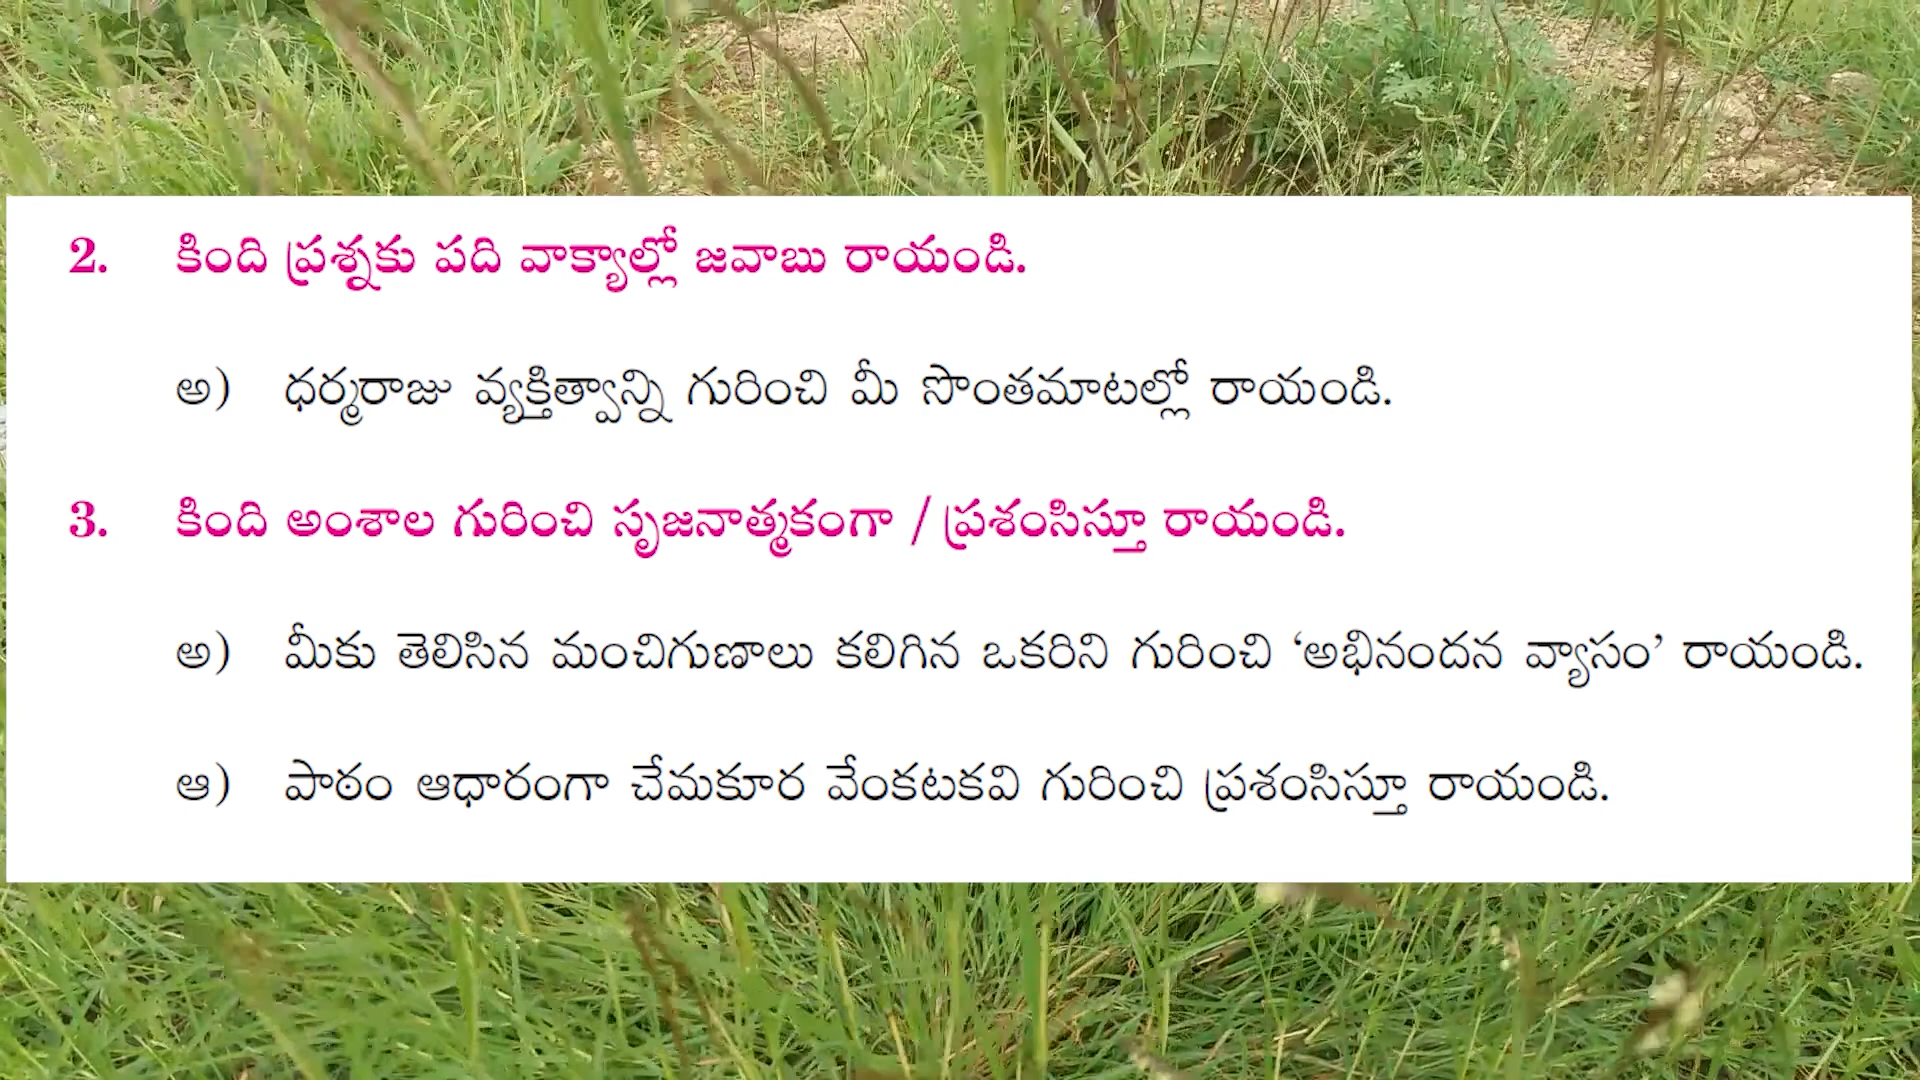 2. కింది ప్రశ్నకు పది వాక్యాల్లో జవాబు రాయండి.
అ) ధర్మరాజు వ్యక్తిత్వాన్ని గురించి మీ సొంతమాటల్లో రాయండి.
3. కింది అంశాల గురించి సృజనాత్మకంగా / ప్రశంసిస్తూ రాయండి.
అ) మీకు తెలిసిన మంచిగుణాలు కలిగిన ఒకరిని గురించి ‘అభినందన వ్యాసం’ రాయండి.
ఆ) పాఠం ఆధారంగా చేమకూర వేంకటకవి గురించి ప్రశంసిస్తూ రాయండి.